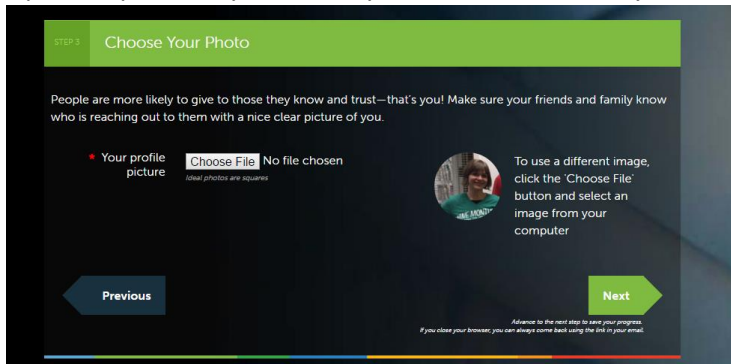 STEP 3
Choose Your Photo
People are more likely to give to those they know and trust—that's you! Make sure your friends and family know
who is reaching out to them with a nice clear picture of you.
* Your profile
picture
Choose File No file chosen
Ideal photos are squares
To use a different image,
click the 'Choose File'
button and select an
image from your
computer
Previous
Next
Advance to the next step to save your progress.
If you close your browser, you can always come back using the link in your email.